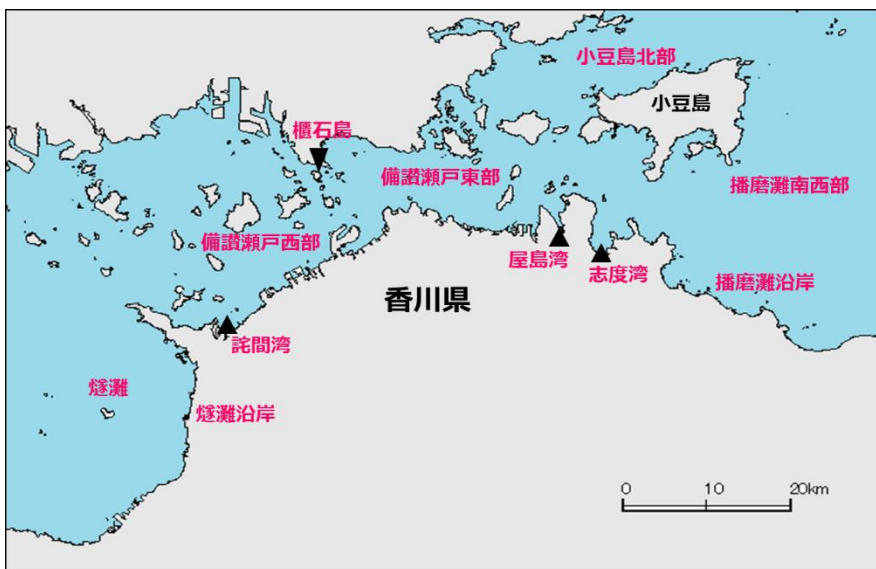 小豆島北部
小豆島
櫃石島
備讃瀬戸東部
播磨灘南西部
備讃瀬戸西部
屋島湾
志度湾
播磨灘沿岸
香川県
詫間湾
燧灘
燧灘沿岸
0 10 20km